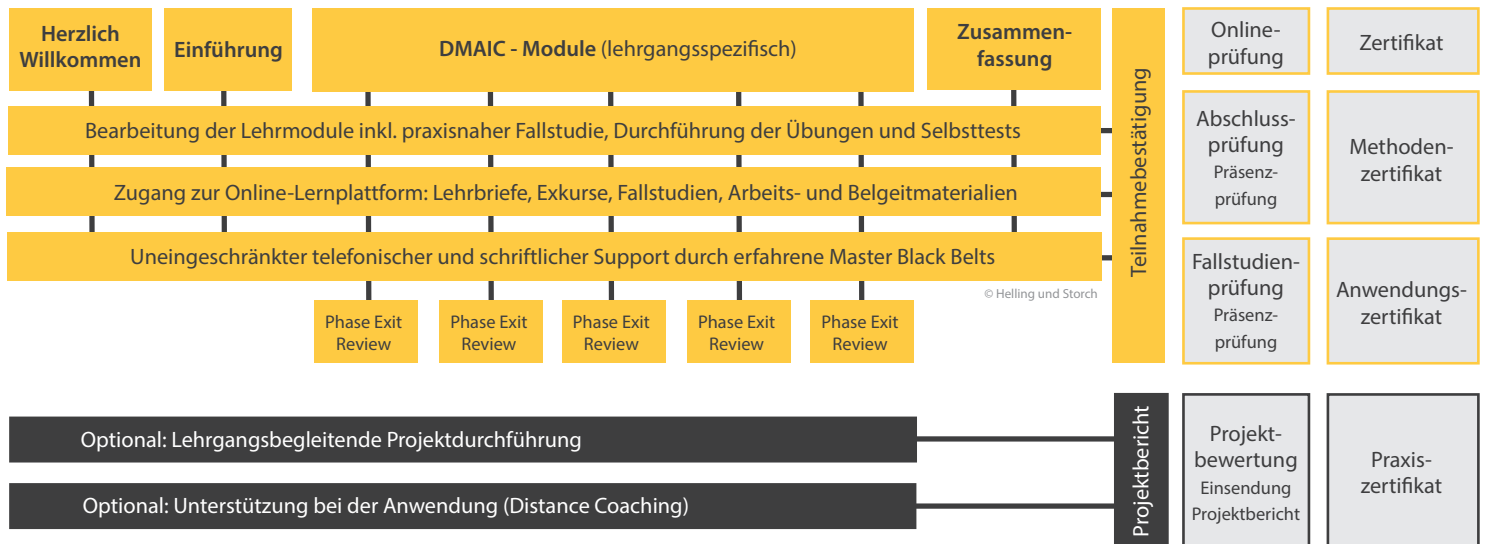 Herzlich
Willkommen
Einführung
DMAIC - Module (lehrgangsspezifisch)
Zusammen-
fassung
Teilnahmebestätigung
Online-
prüfung
Zertifikat
Bearbeitung der Lehrmodule inkl. praxisnaher Fallstudie, Durchführung der Übungen und Selbsttests
Abschluss-
prüfung
Präsenz-
prüfung
Methoden-
zertifikat
Zugang zur Online-Lernplattform: Lehrbriefe, Exkurse, Fallstudien, Arbeits- und Belgeitmaterialien
Uneingeschränkter telefonischer und schriftlicher Support durch erfahrene Master Black Belts
© Helling und Storch
Fallstudien-
prüfung
Präsenz-
prüfung
Anwendungs-
zertifikat
Phase Exit
Review
Phase Exit
Review
Phase Exit
Review
Phase Exit
Review
Phase Exit
Review
Optional: Lehrgangsbegleitende Projektdurchführung
Optional: Unterstützung bei der Anwendung (Distance Coaching)
Projektbericht
Projekt-
bewertung
Einsendung
Projektbericht
Praxis-
zertifikat